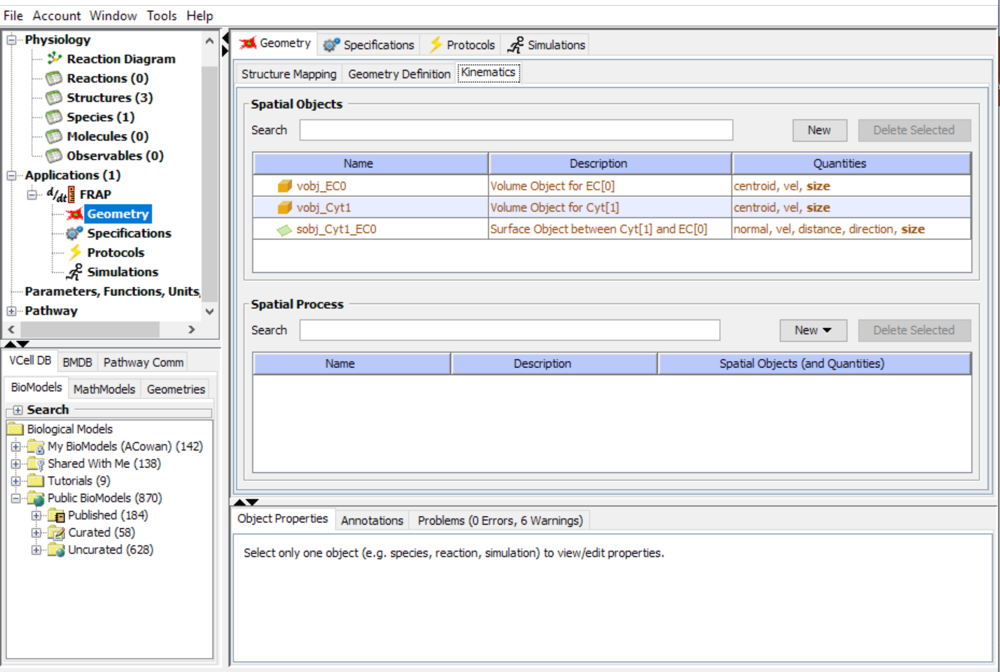 File Account Window Tools Help
Physiology
Reaction Diagram
Reactions (0)
Structures (3)
Species (1)
Molecules (0)
Observables (0)
Applications (1)
d/dt FRAP
Geometry
Specifications
Protocols
Simulations
Parameters, Functions, Units,
Pathway
VCell DB BMDB Pathway Comm
BioModels MathModels Geometries
Search
Biological Models
My BioModels (ACowan) (142)
Shared With Me (138)
Tutorials (9)
Public BioModels (870)
Published (184)
Curated (58)
Uncurated (628)
Geometry Specifications Protocols Simulations
Structure Mapping Geometry Definition Kinematics
Spatial Objects
Search New Delete Selected
Name Description Quantities
vobj_EC0 Volume Object for EC[0] centroid, vel, size
vobj_Cyt1 Volume Object for Cyt[1] centroid, vel, size
sobj_Cyt1_EC0 Surface Object between Cyt[1] and EC[0] normal, vel, distance, direction, size
Spatial Process
Search New Delete Selected
Name Description Spatial Objects (and Quantities)
Object Properties Annotations Problems (0 Errors, 6 Warnings)
Select only one object (e.g. species, reaction, simulation) to view/edit properties.